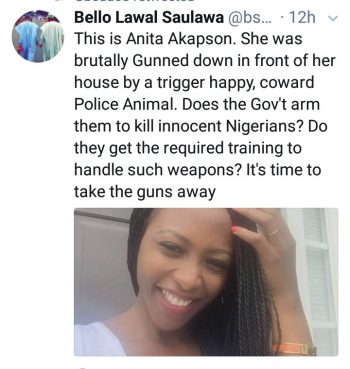 Bello Lawal Saulawa @bs... · 12h
This is Anita Akapson. She was
brutally Gunned down in front of her
house by a trigger happy, coward
Police Animal. Does the Gov't arm
them to kill innocent Nigerians? Do
they get the required training to
handle such weapons? It's time to
take the guns away